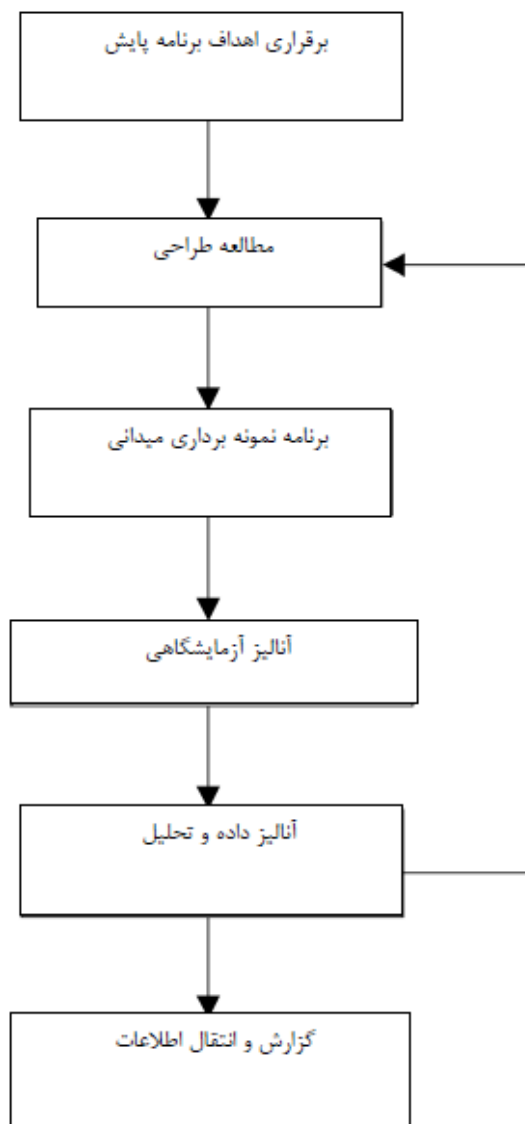 برقراری اهداف برنامه پایش
مطالعه طراحی
برنامه نمونه برداری میدانی
آنالیز آزمایشگاهی
آنالیز داده و تحلیل
گزارش و انتقال اطلاعات